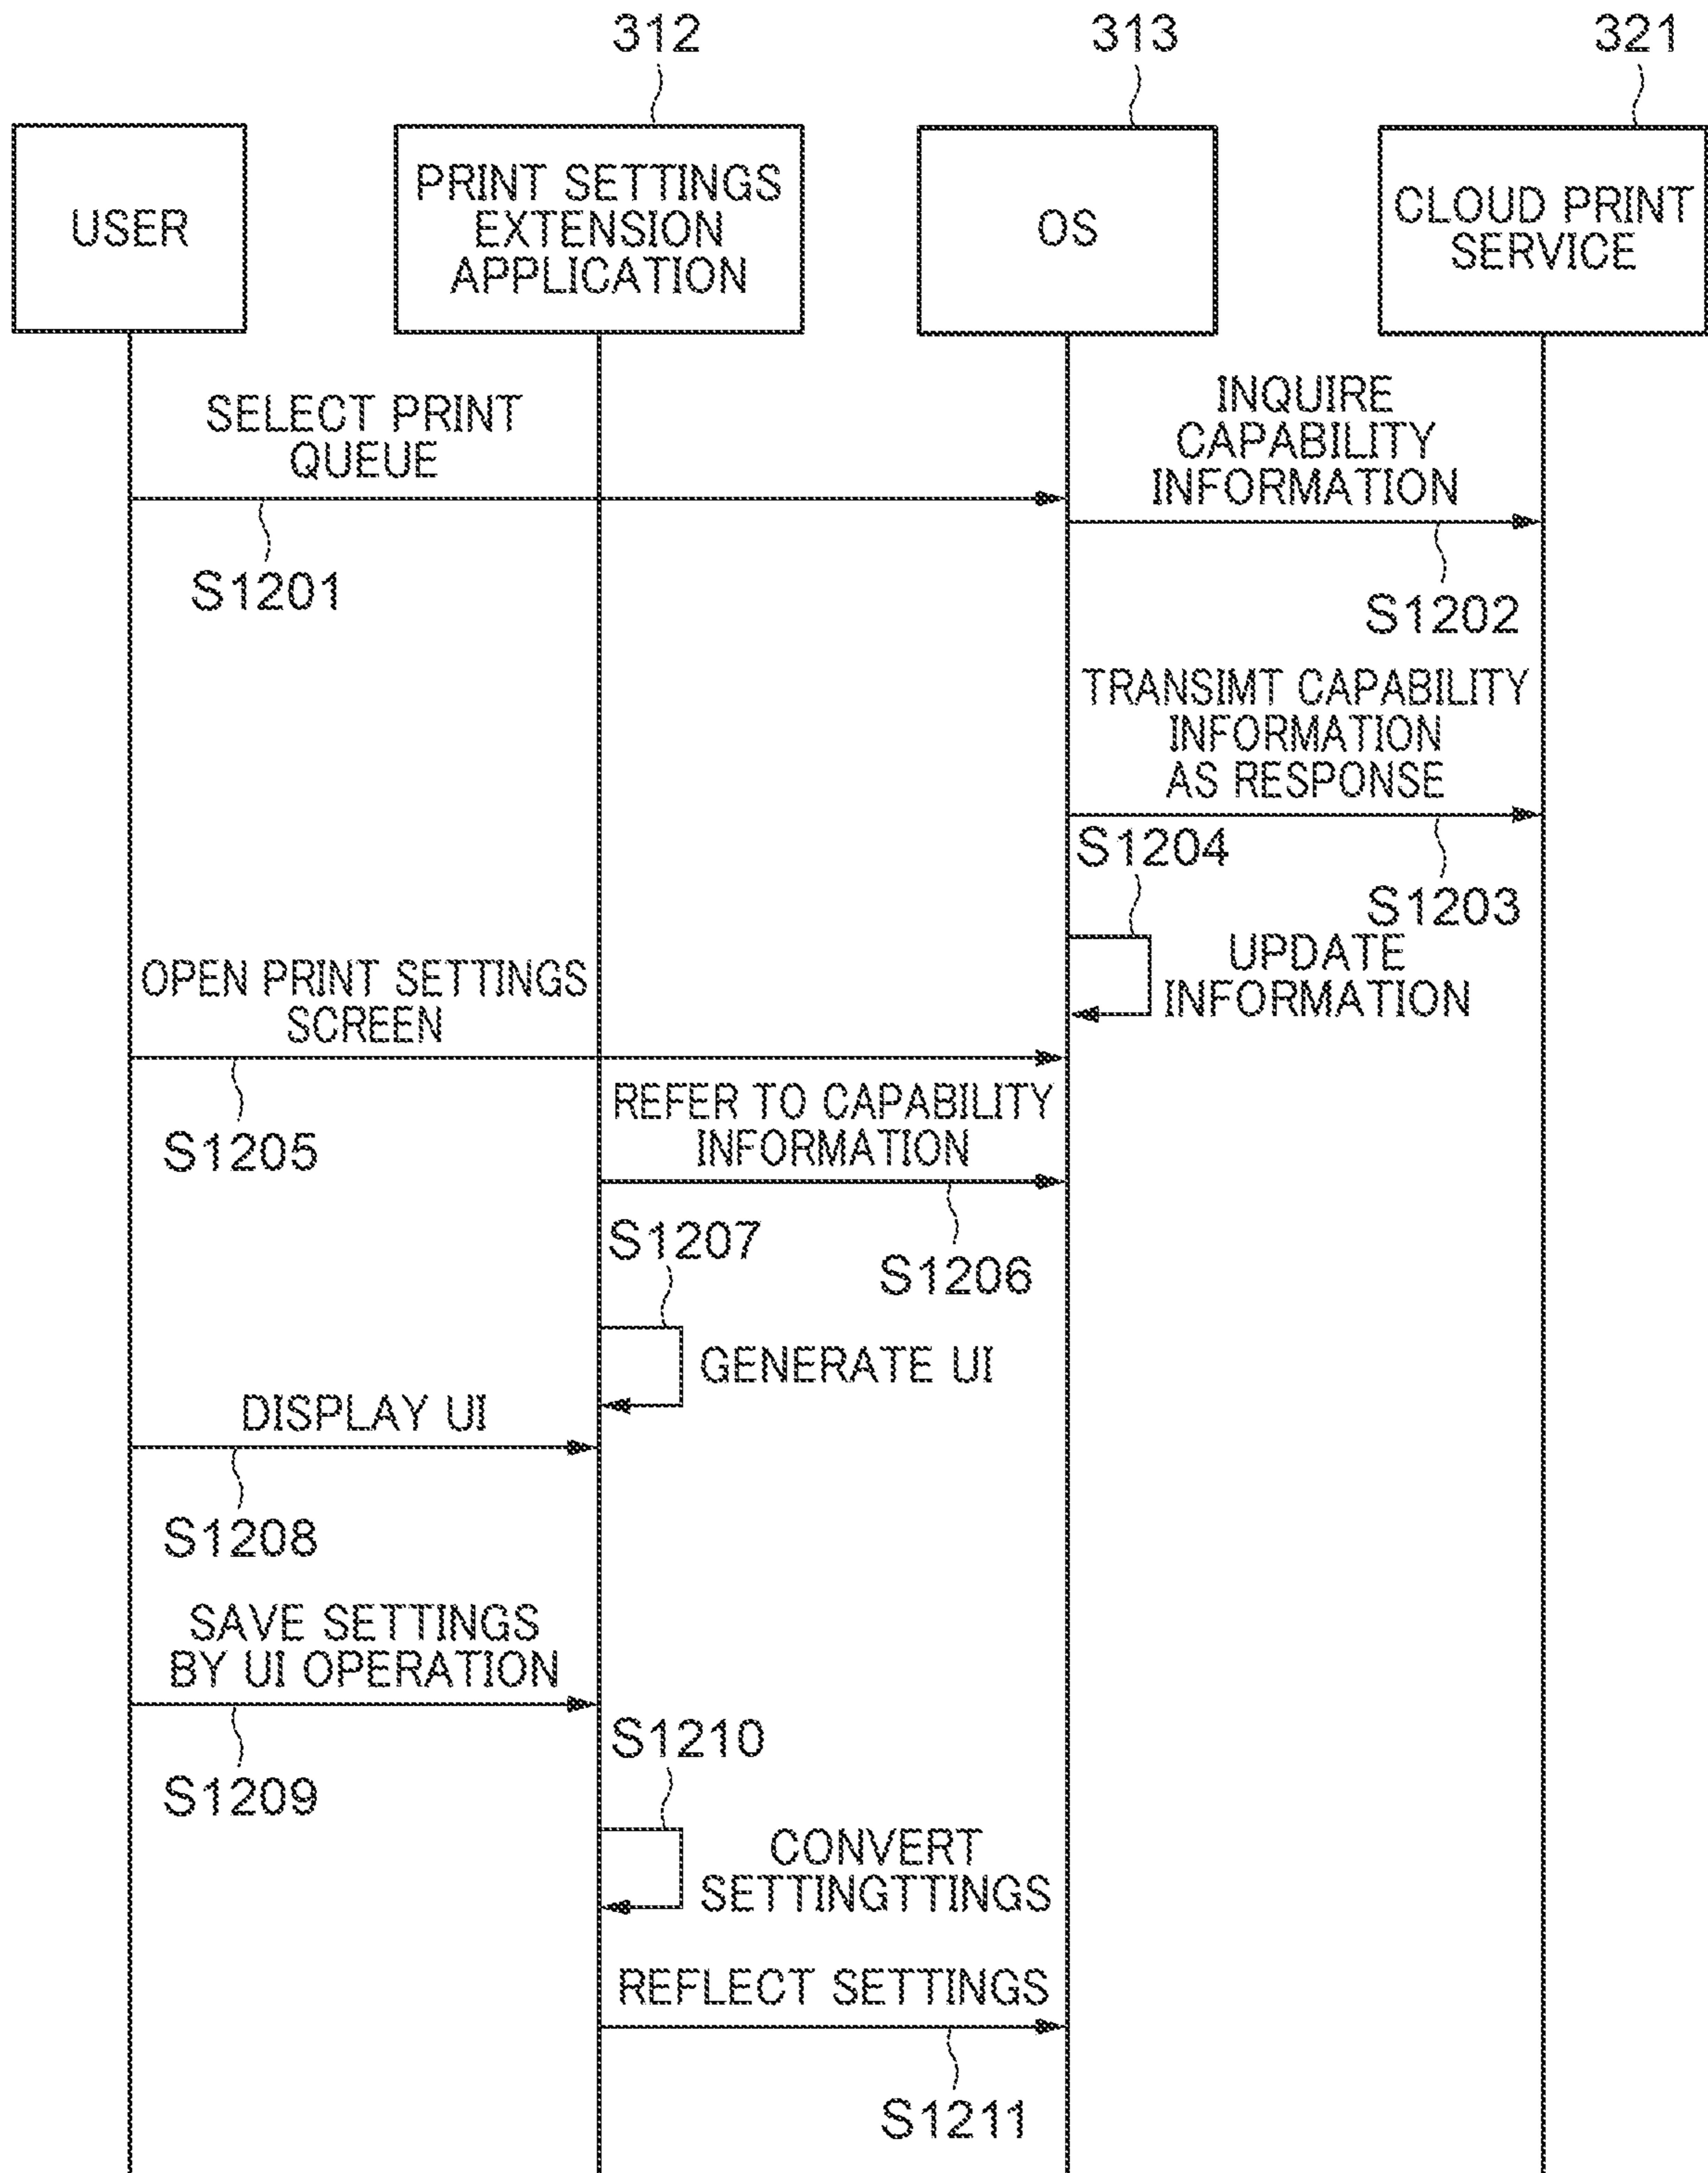 312
313
321
USER
PRINT SETTINGS
EXTENSION
APPLICATION
OS
CLOUD PRINT
SERVICE
SELECT PRINT
QUEUE
S1201
INQUIRE
CAPABILITY
INFORMATION
S1202
TRANSIMT CAPABILITY
INFORMATION
AS RESPONSE
S1203
S1204
UPDATE
INFORMATION
OPEN PRINT SETTINGS
SCREEN
S1205
REFER TO CAPABILITY
INFORMATION
S1206
S1207
GENERATE UI
DISPLAY UI
S1208
SAVE SETTINGS
BY UI OPERATION
S1209
S1210
CONVERT
SETTINGTTINGS
REFLECT SETTINGS
S1211